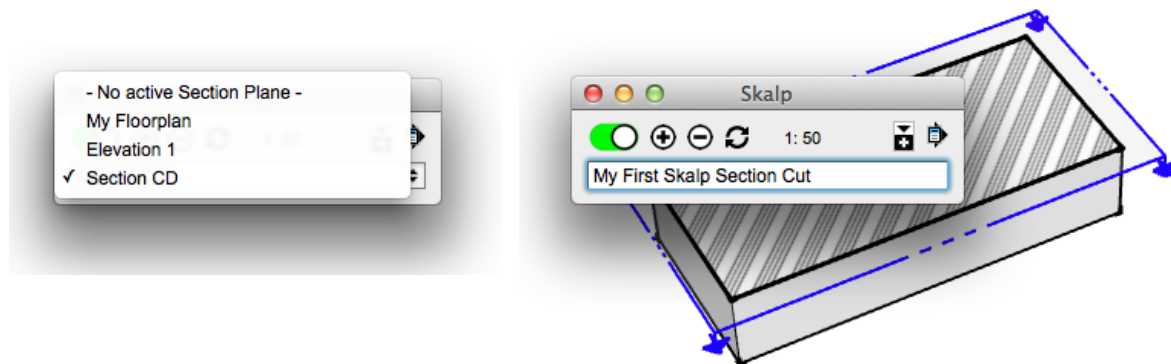 - No active Section Plane -
My Floorplan
Elevation 1
✓ Section CD
Skalp
1: 50
My First Skalp Section Cut